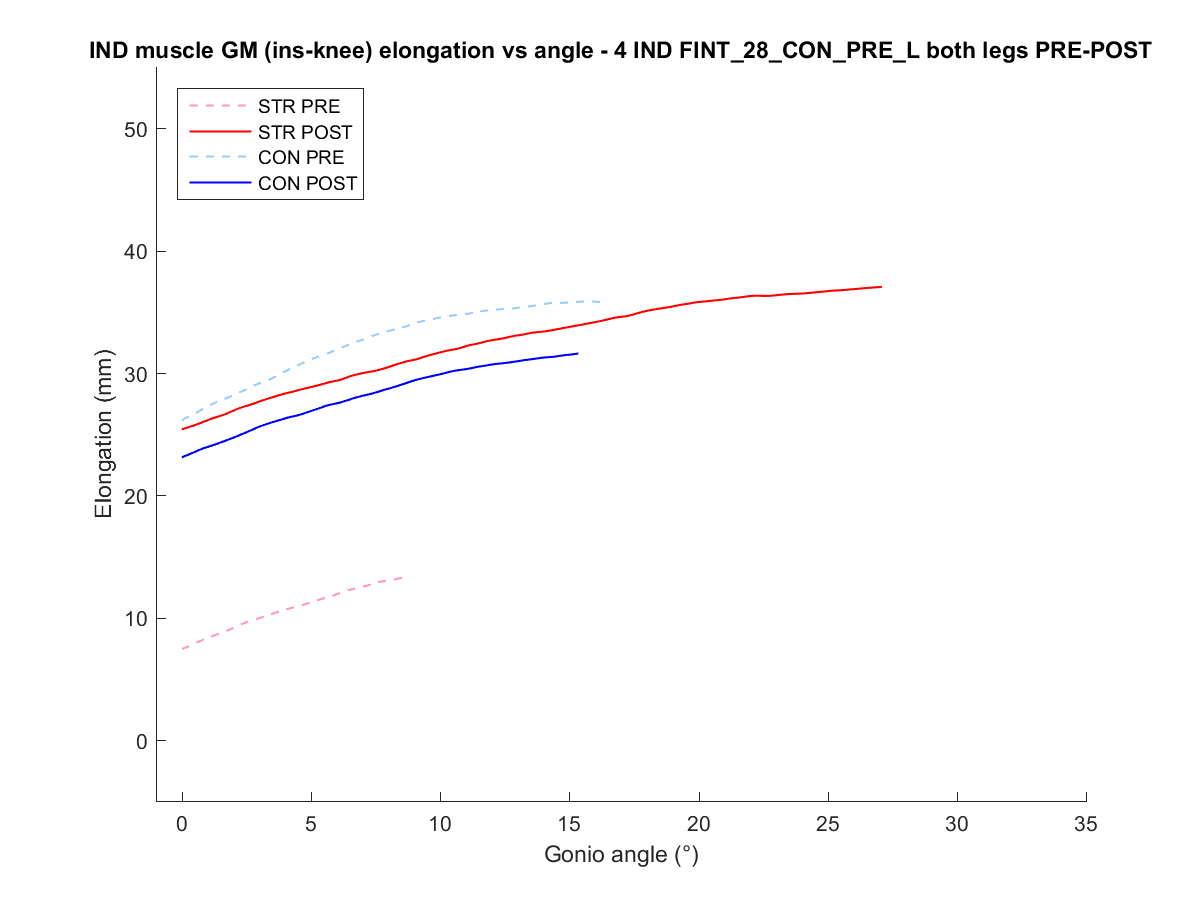 IND muscle GM (ins-knee) elongation vs angle - 4 IND FINT_28_CON_PRE_L both legs PRE-POST
STR PRE
STR POST
CON PRE
CON POST
50
40
30
20
10
0
Elongation (mm)
0 5 10 15 20 25 30 35
Gonio angle (°)